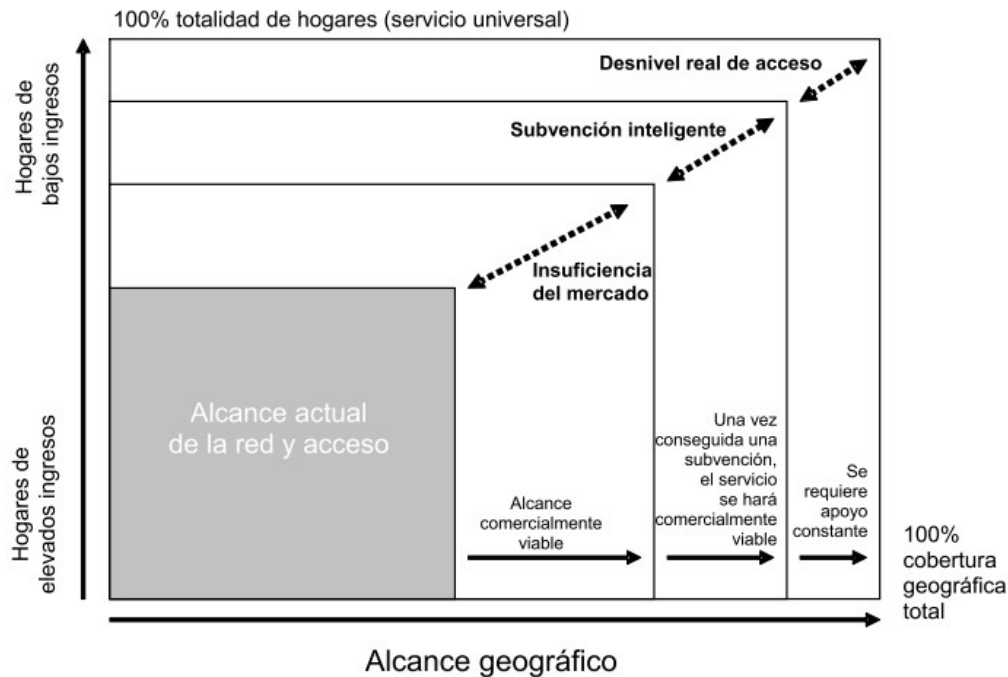 100% totalidad de hogares (servicio universal)
Hogares de
bajos ingresos
Hogares de
elevados ingresos
Desnivel real de acceso
Subvención inteligente
Insuficiencia
del mercado
Alcance actual
de la red y acceso
Alcance
comercialmente
viable
Una vez
conseguida una
subvención,
el servicio
se hará
comercialmente
viable
Se
requiere
apoyo
constante
100%
cobertura
geográfica
total
Alcance geográfico